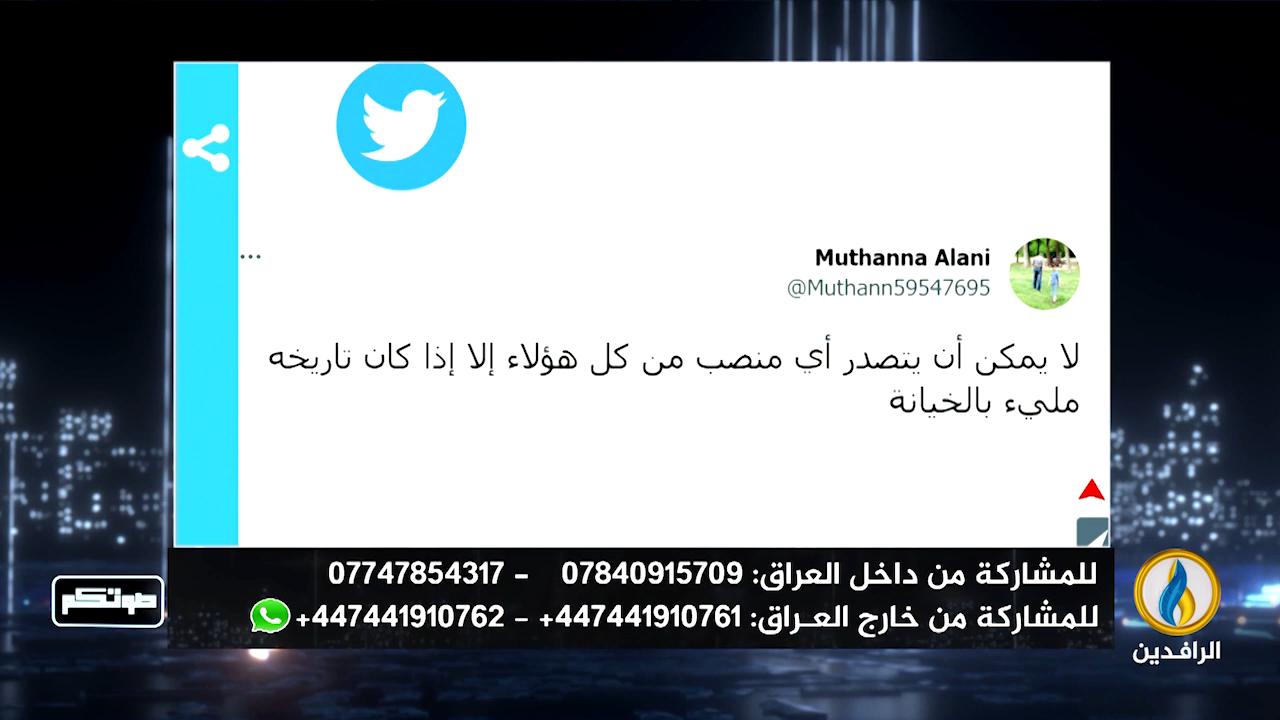 Muthanna Alani
@Muthann59547695
لا يمكن أن يتصدر أي منصب من كل هؤلاء إلا إذا كان تاريخه
مليء بالخيانة
للمشاركة من داخل العراق: 07840915709 - 07747854317
للمشاركة من خارج العـراق: 447441910761+ - 447441910762+
صوتكم
الرافدين